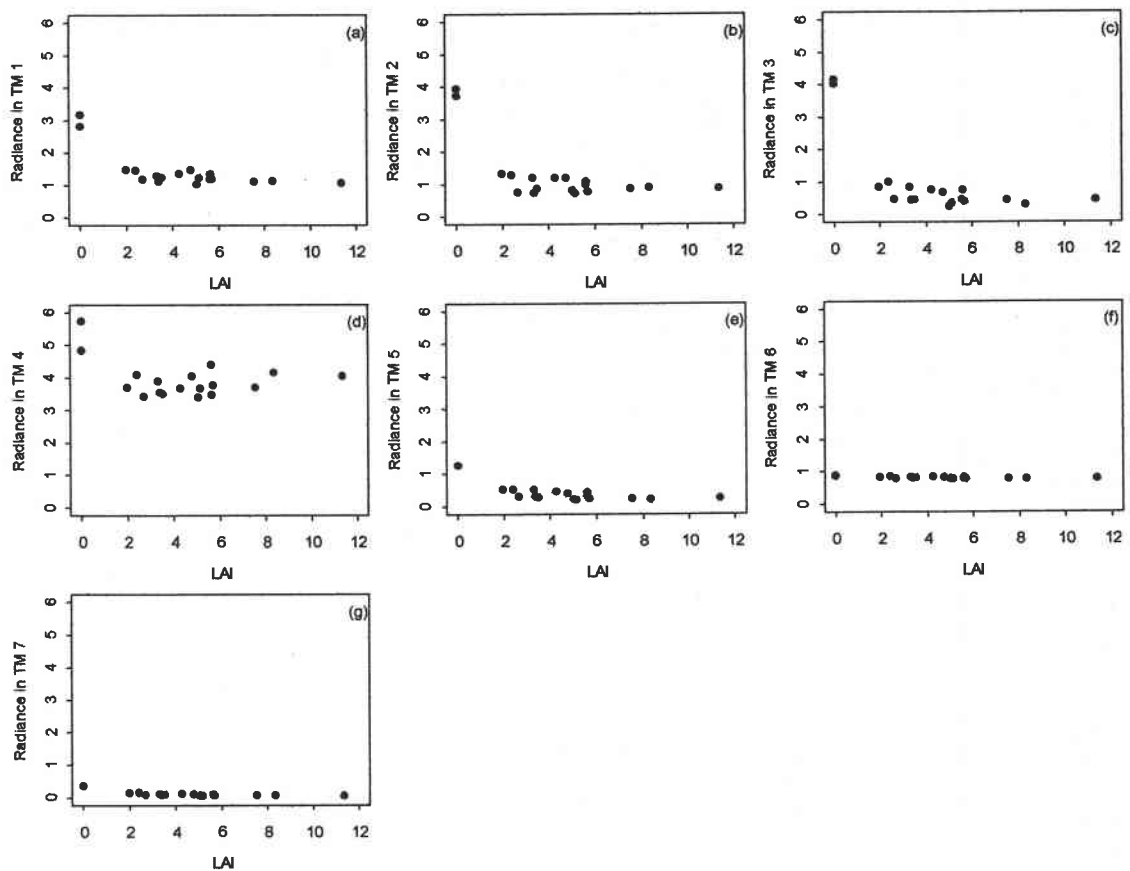 (a)
Radiance in TM 1
6
5
4
3
2
1
0
0 2 4 6 8 10 12
LAI
(b)
Radiance in TM 2
6
5
4
3
2
1
0
0 2 4 6 8 10 12
LAI
(c)
Radiance in TM 3
6
5
4
3
2
1
0
0 2 4 6 8 10 12
LAI
(d)
Radiance in TM 4
6
5
4
3
2
1
0
0 2 4 6 8 10 12
LAI
(e)
Radiance in TM 5
6
5
4
3
2
1
0
0 2 4 6 8 10 12
LAI
(f)
Radiance in TM 6
6
5
4
3
2
1
0
0 2 4 6 8 10 12
LAI
(g)
Radiance in TM 7
6
5
4
3
2
1
0
0 2 4 6 8 10 12
LAI